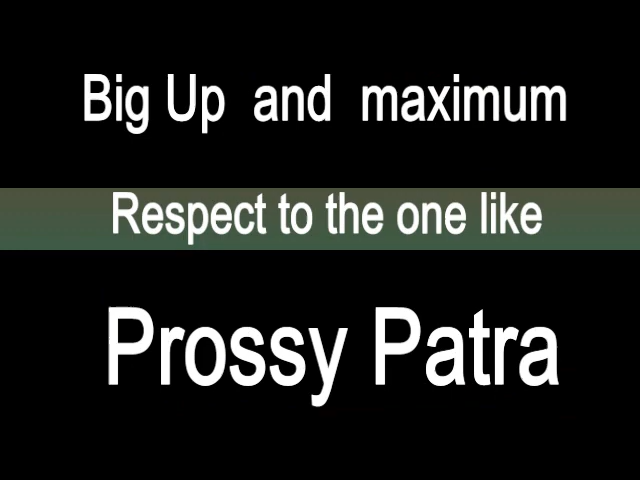 Big Up and maximum
Respect to the one like
Prossy Patra